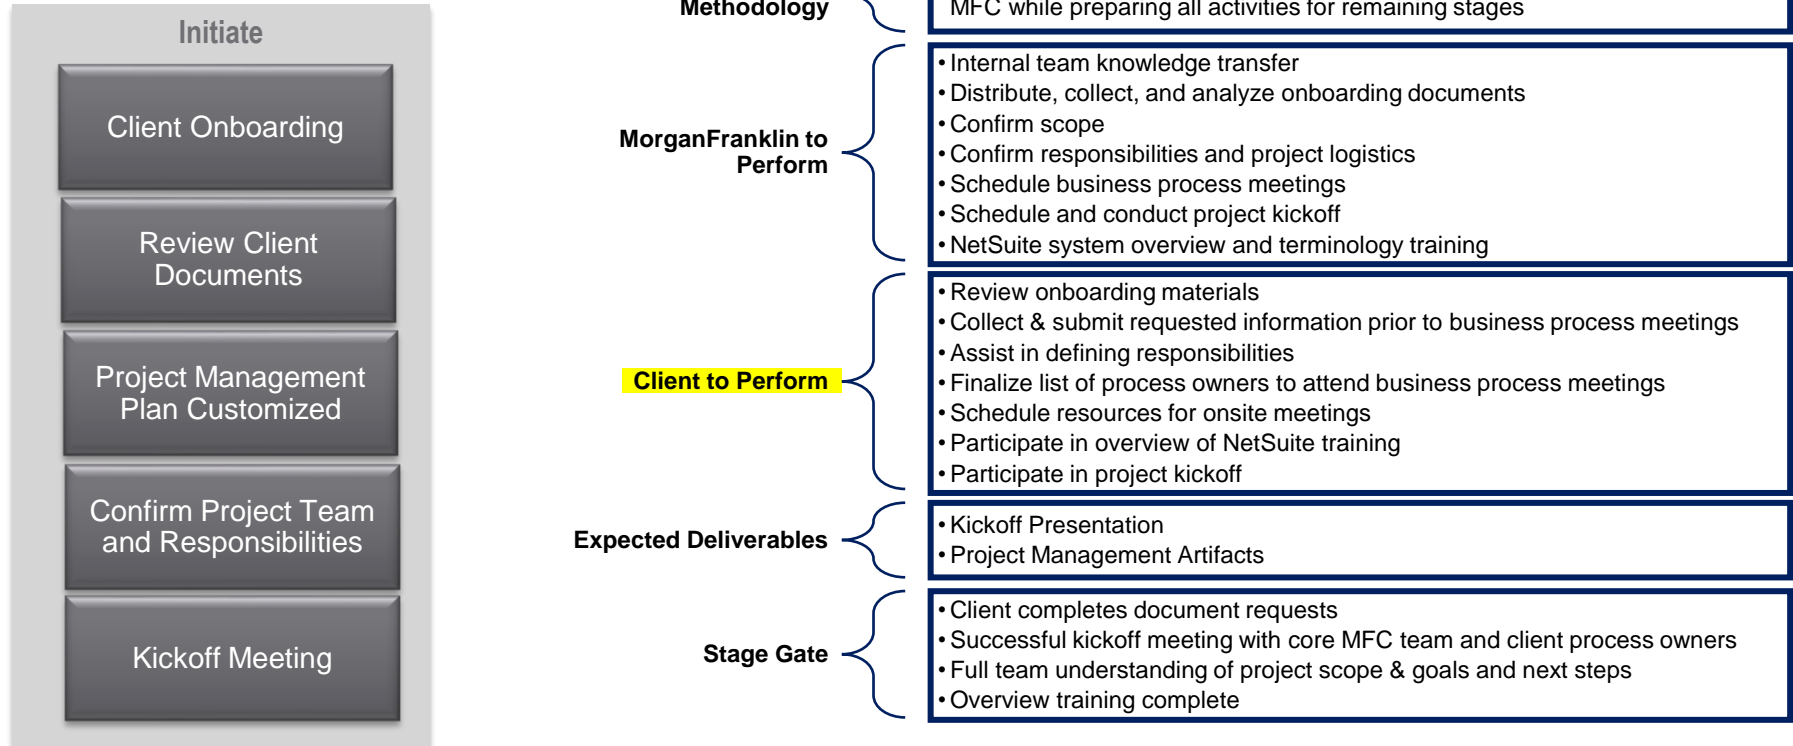 Initiate
Client Onboarding
Review Client
Documents
Project Management
Plan Customized
Confirm Project Team
and Responsibilities
Kickoff Meeting
Methodology
MFC while preparing all activities for remaining stages
MorganFranklin to
Perform
•Internal team knowledge transfer
•Distribute, collect, and analyze onboarding documents
•Confirm scope
•Confirm responsibilities and project logistics
•Schedule business process meetings
•Schedule and conduct project kickoff
•NetSuite system overview and terminology training
Client to Perform
•Review onboarding materials
•Collect & submit requested information prior to business process meetings
•Assist in defining responsibilities
•Finalize list of process owners to attend business process meetings
•Schedule resources for onsite meetings
•Participate in overview of NetSuite training
•Participate in project kickoff
Expected Deliverables
•Kickoff Presentation
•Project Management Artifacts
Stage Gate
•Client completes document requests
•Successful kickoff meeting with core MFC team and client process owners
•Full team understanding of project scope & goals and next steps
•Overview training complete